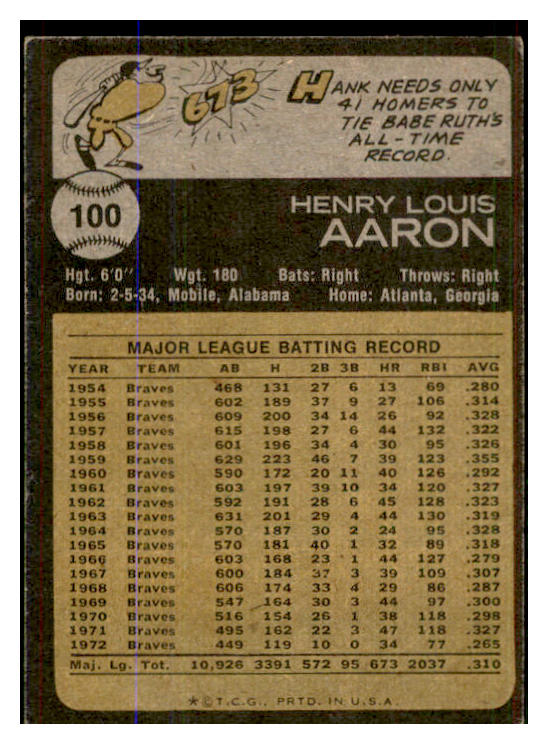 673
HANK NEEDS ONLY
41 HOMERS TO
TIE BABE RUTH'S
ALL-TIME
RECORD.
100
HENRY LOUIS
AARON
Hgt. 6'0" Wgt. 180 Bats: Right Throws: Right
Born: 2-5-34, Mobile, Alabama Home: Atlanta, Georgia
MAJOR LEAGUE BATTING RECORD
YEAR TEAM AB H 2B 3B HR RBI AVG
1954 Braves 468 131 27 6 13 69 .280
1955 Braves 602 189 37 9 27 106 .314
1956 Braves 609 200 34 14 26 92 .328
1957 Braves 615 198 27 6 44 132 .322
1958 Braves 601 196 34 4 30 95 .326
1959 Braves 629 223 46 7 39 123 .355
1960 Braves 590 172 20 11 40 126 .292
1961 Braves 603 197 39 10 34 120 .327
1962 Braves 592 191 28 6 45 128 .323
1963 Braves 631 201 29 4 44 130 .319
1964 Braves 570 187 30 2 24 95 .328
1965 Braves 570 181 40 1 32 89 .318
1966 Braves 603 168 23 1 44 127 .279
1967 Braves 600 184 37 3 39 109 .307
1968 Braves 606 174 33 4 29 86 .287
1969 Braves 547 164 30 3 44 97 .300
1970 Braves 516 154 26 1 38 118 .298
1971 Braves 495 162 22 3 47 118 .327
1972 Braves 449 119 10 0 34 77 .265
Maj. Lg. Tot. 10,926 3391 572 95 673 2037 .310
*©T.C.G., PRTD. IN U.S.A.